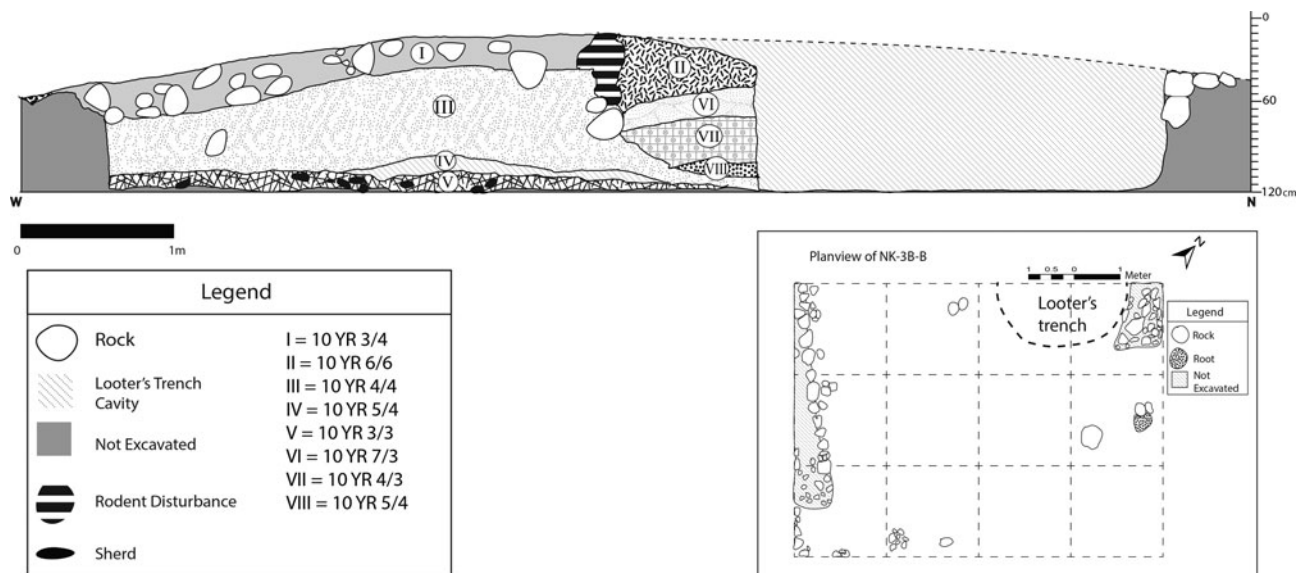 0
I
II
III
VI
60
VII
IV
VIII
V
120 cm
W
N
0 1m
Legend
Rock
Looter's Trench
Cavity
Not Excavated
Rodent Disturbance
Sherd
I = 10 YR 3/4
II = 10 YR 6/6
III = 10 YR 4/4
IV = 10 YR 5/4
V = 10 YR 3/3
VI = 10 YR 7/3
VII = 10 YR 4/3
VIII = 10 YR 5/4
Planview of NK-3B-B
N
1 0.5 0 1
Meter
Looter's
trench
Legend
Rock
Root
Not
Excavated